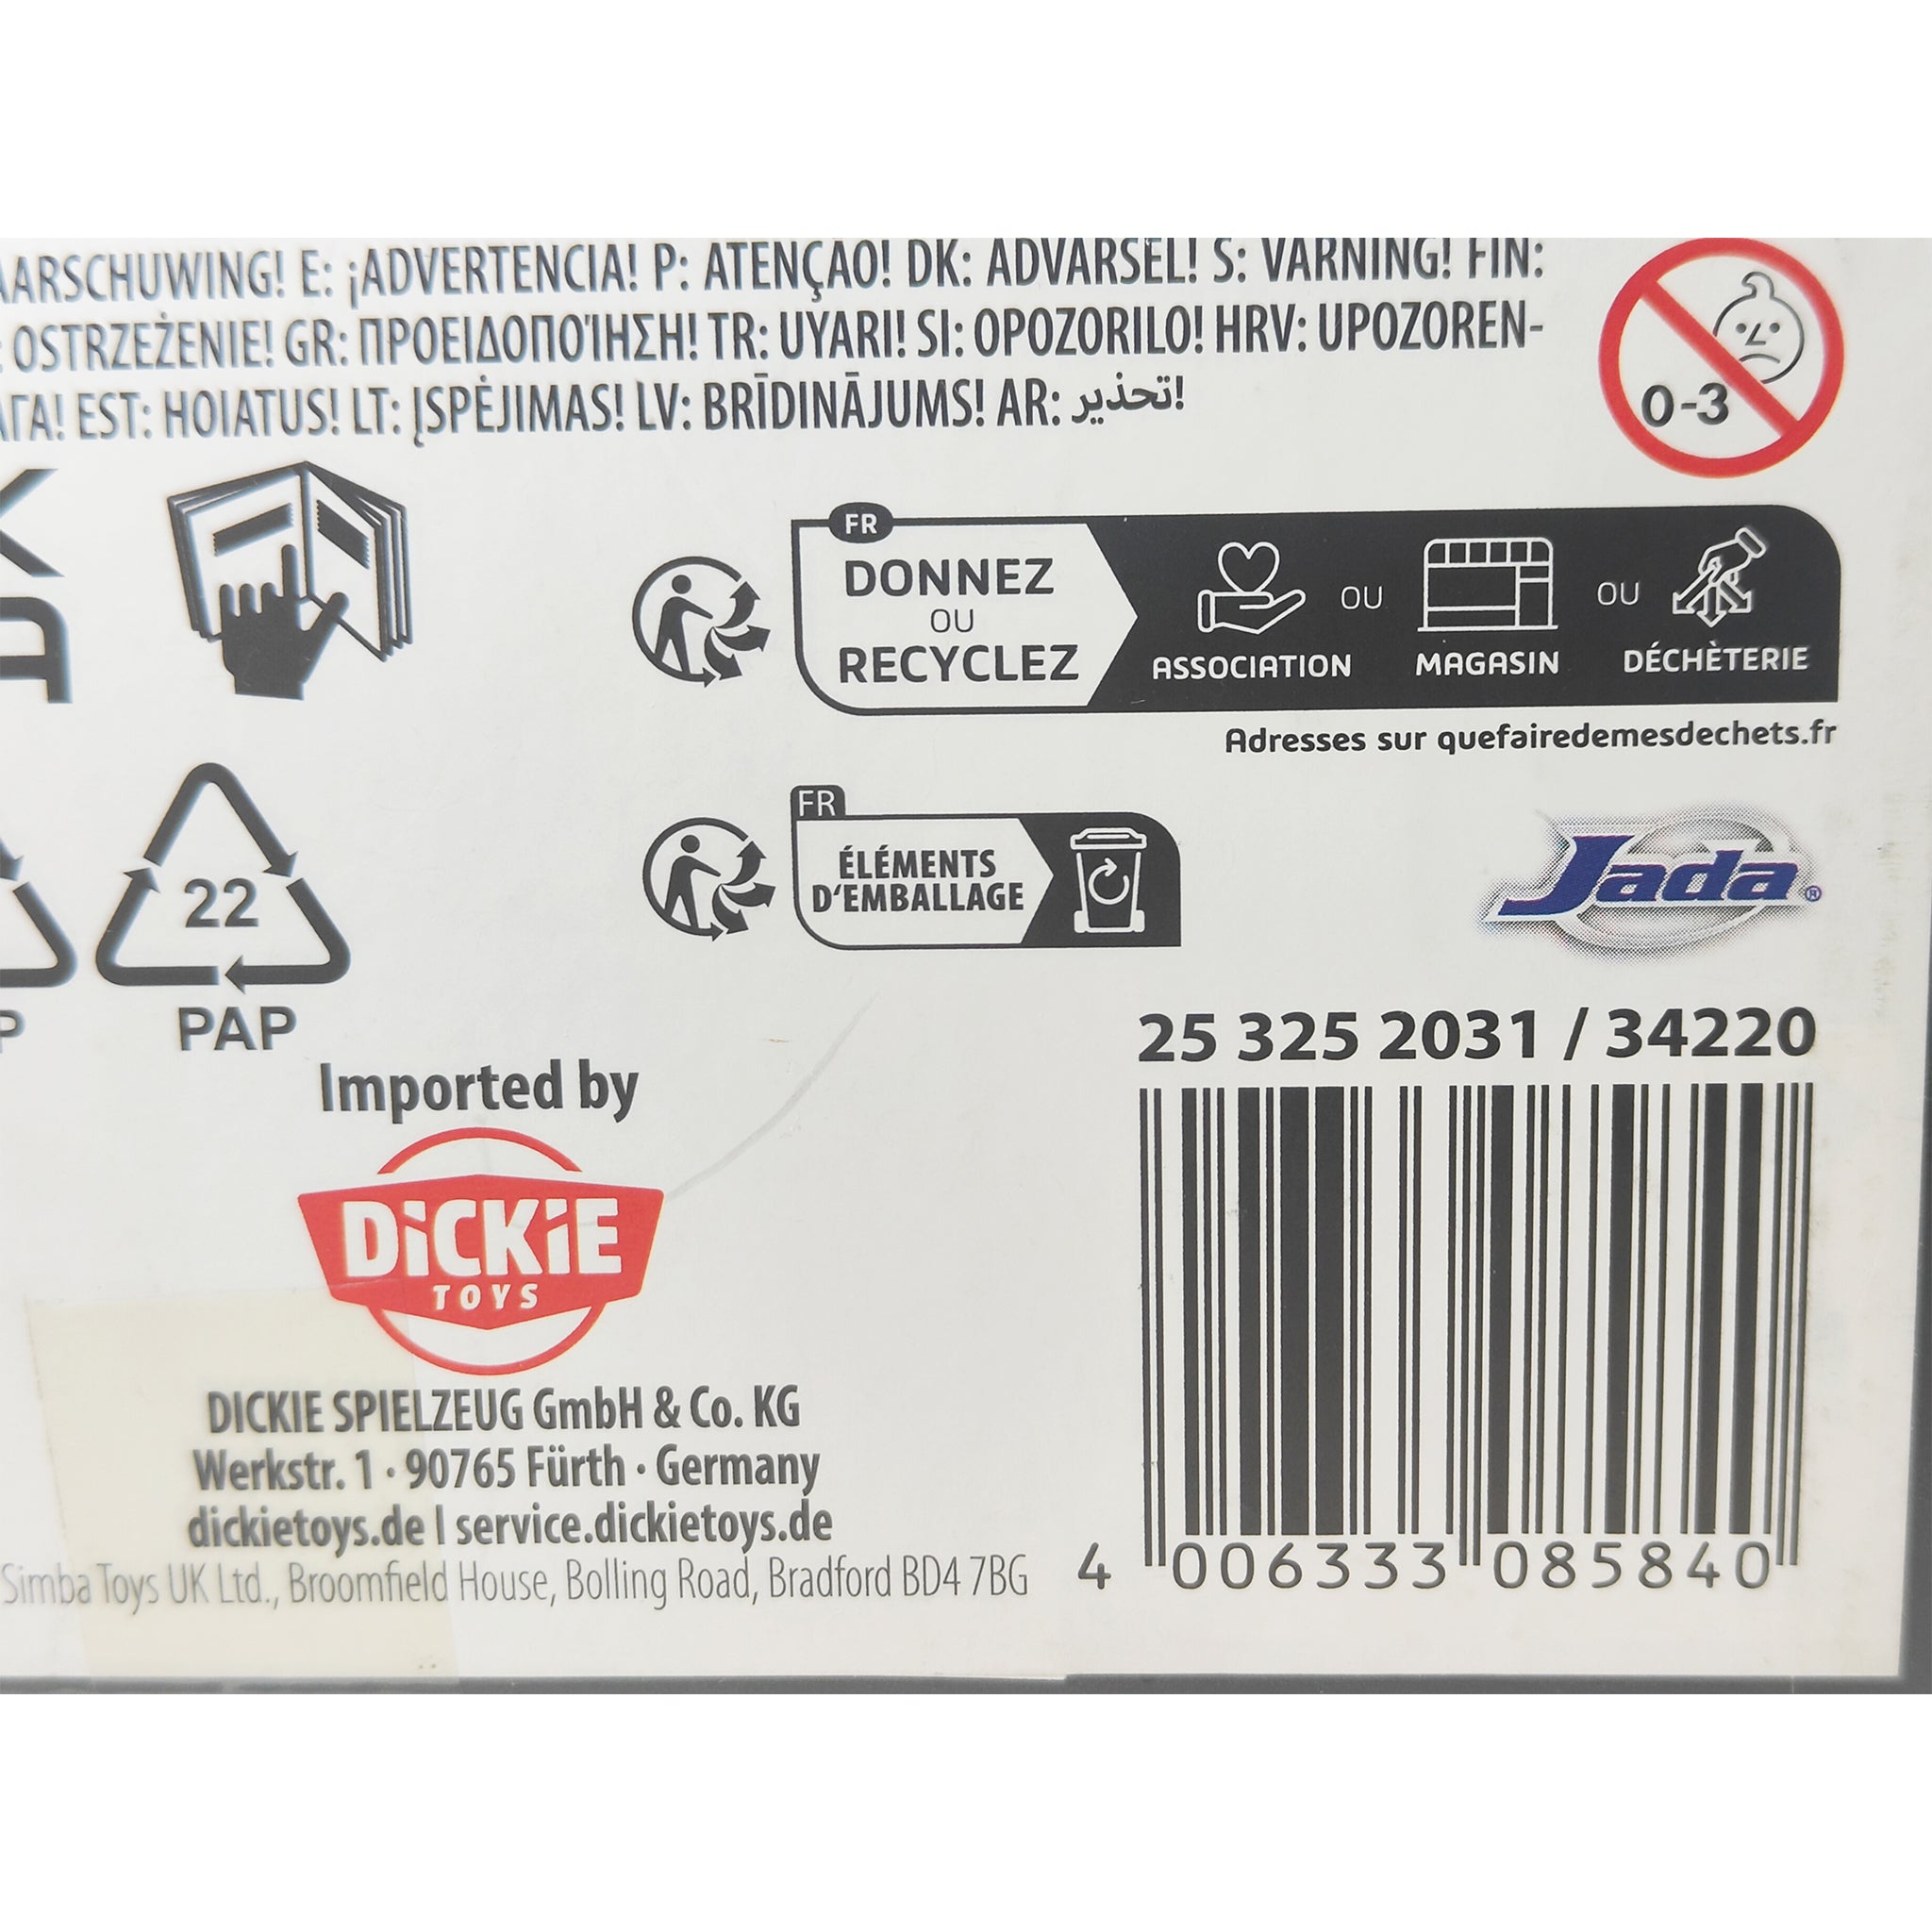 AARSCHUWING! E: ¡ADVERTENCIA! P: ATENÇAO! DK: ADVARSEL! S: VARNING! FIN:
: OSTRZEŻENIE! GR: ΠΡΟΕΙΔΟΠΟΊΗΣΗ! TR: UYARI! SI: OPOZORILO! HRV: UPOZOREN-
АГА! EST: HOIATUS! LT: ĮSPĖJIMAS! LV: BRĪDINĀJUMS! AR: تحذير!
0-3
FR
DONNEZ
OU
RECYCLEZ
ASSOCIATION
OU
MAGASIN
OU
DÉCHÈTERIE
Adresses sur quefairedemesdechets.fr
FR
ÉLÉMENTS
D'EMBALLAGE
22
PAP
Jada®
25 325 2031 / 34220
Imported by
DiCKiE
TOYS
DICKIE SPIELZEUG GmbH & Co. KG
Werkstr. 1 · 90765 Fürth · Germany
dickietoys.de | service.dickietoys.de
Simba Toys UK Ltd., Broomfield House, Bolling Road, Bradford BD4 7BG
4 006333 085840